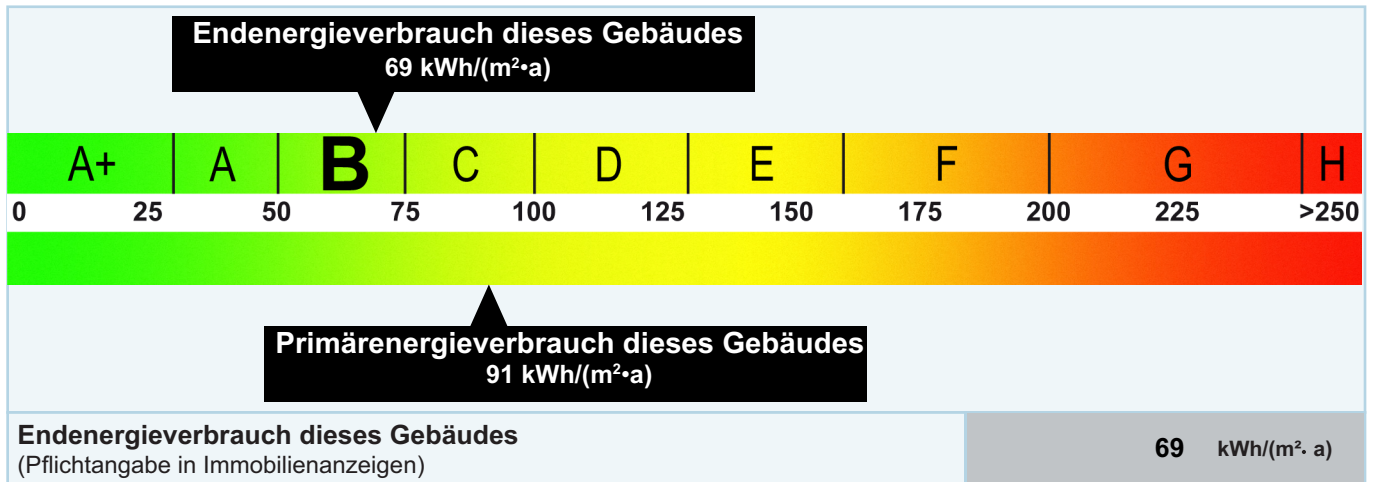 Endenergieverbrauch dieses Gebäudes
69 kWh/(m²•a)
A+ A B C D E F G H
0 25 50 75 100 125 150 175 200 225 >250
Primärenergieverbrauch dieses Gebäudes
91 kWh/(m²•a)
Endenergieverbrauch dieses Gebäudes
(Pflichtangabe in Immobilienanzeigen)
69 kWh/(m²· a)